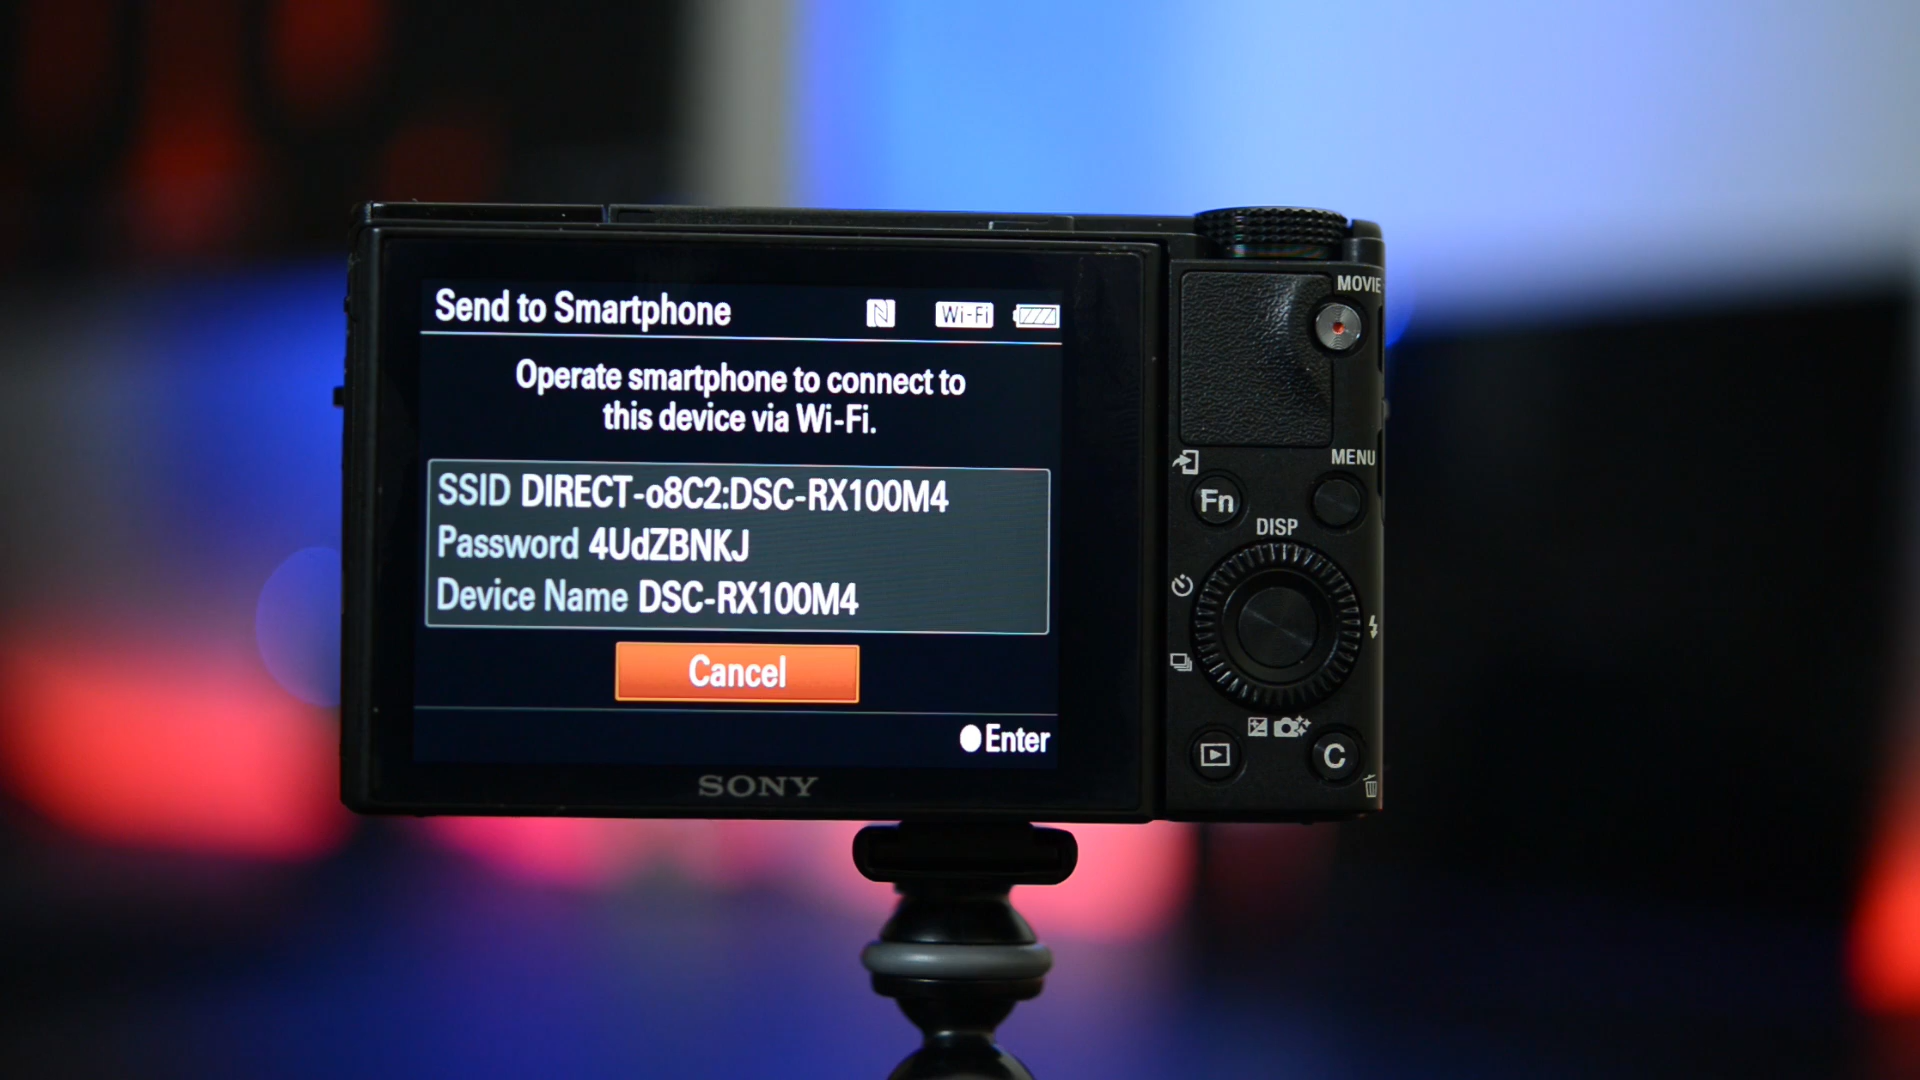 Send to Smartphone
Wi-Fi
Operate smartphone to connect to
this device via Wi-Fi.
SSID DIRECT-o8C2:DSC-RX100M4
Password 4UdZBNKJ
Device Name DSC-RX100M4
Cancel
Enter
SONY
MOVIE
MENU
Fn
DISP
C